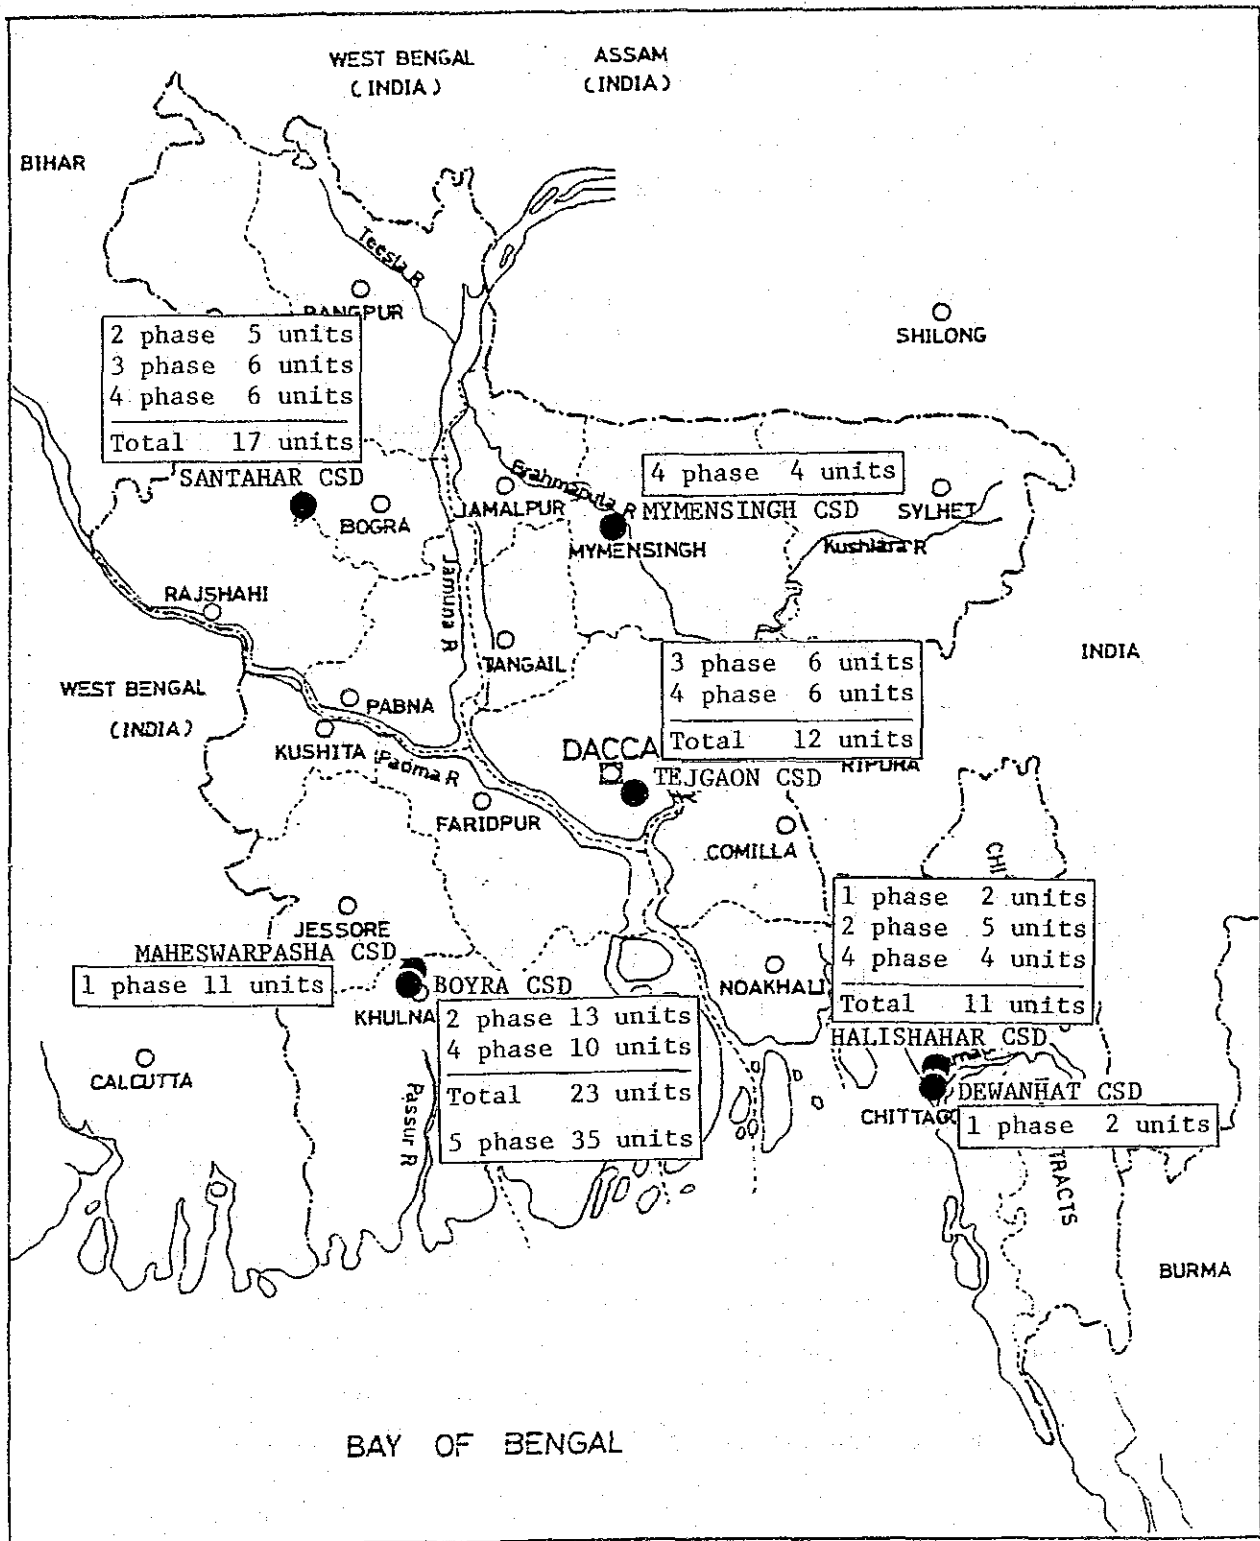 WEST BENGAL
(INDIA)
ASSAM
(INDIA)
BIHAR
Teesta R
RANGPUR
SHILONG
2 phase 5 units
3 phase 6 units
4 phase 6 units
Total 17 units
SANTAHAR CSD
BOGRA
JAMALPUR
Brahmaputa R
4 phase 4 units
MYMENSINGH CSD
MYMENSINGH
SYLHET
Kushiara R
RAJSHAHI
Jamuna R
TANGAIL
INDIA
WEST BENGAL
(INDIA)
PABNA
KUSHITA
Padma R
FARIDPUR
3 phase 6 units
4 phase 6 units
Total 12 units
DACCA
RIPURA
TEJGAON CSD
COMILLA
CHI
JESSORE
MAHESWARPASHA CSD
1 phase 11 units
BOYRA CSD
KHULNA
2 phase 13 units
4 phase 10 units
Total 23 units
5 phase 35 units
NOAKHALI
1 phase 2 units
2 phase 5 units
4 phase 4 units
Total 11 units
HALISHAHAR CSD
DEWANHAT CSD
CHITTAGO
1 phase 2 units
CALCUTTA
Passur R
TRACTS
BURMA
BAY OF BENGAL